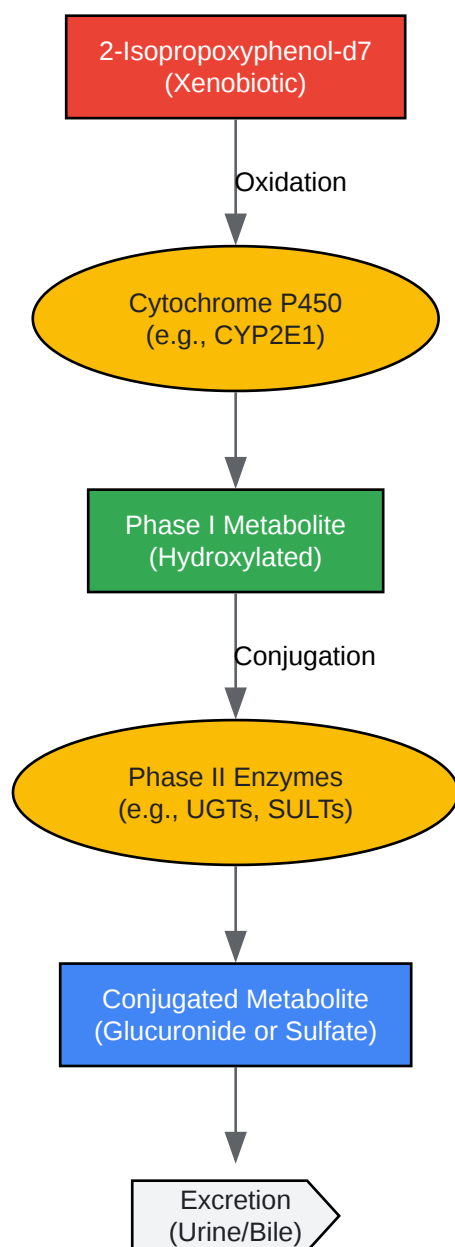 2-Isopropoxyphenol-d7
(Xenobiotic)
Oxidation
Cytochrome P450
(e.g., CYP2E1)
Phase I Metabolite
(Hydroxylated)
Conjugation
Phase II Enzymes
(e.g., UGTs, SULTs)
Conjugated Metabolite
(Glucuronide or Sulfate)
Excretion
(Urine/Bile)